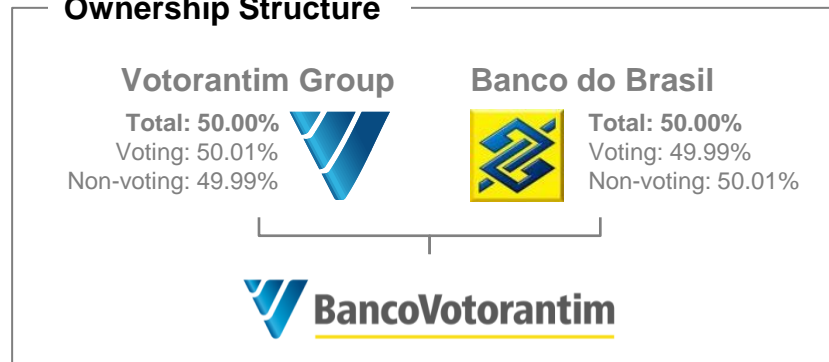 Ownership Structure
Votorantim Group
Total: 50.00%
Voting: 50.01%
Non-voting: 49.99%
Banco do Brasil
Total: 50.00%
Voting: 49.99%
Non-voting: 50.01%
BancoVotorantim